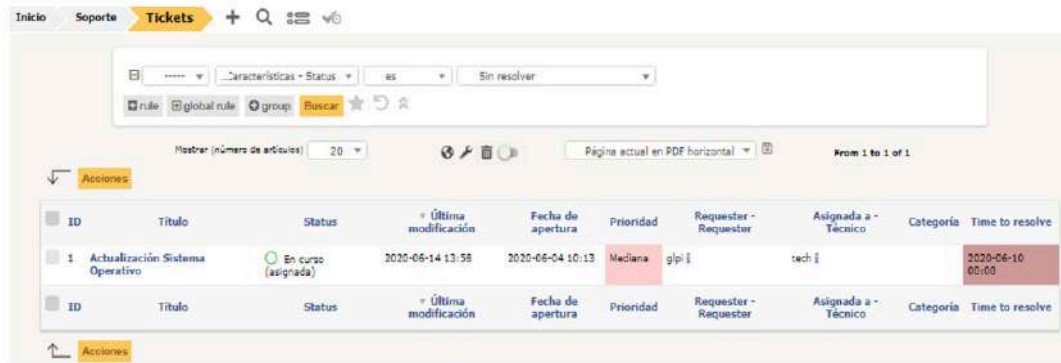 Inicio Soporte Tickets
----- Características - Status es Sin resolver
rule global rule group Buscar
Mostrar (número de artículos) 20 Página actual en PDF horizontal From 1 to 1 of 1
Acciones
ID Título Status Última modificación Fecha de apertura Prioridad Requester - Requester Asignada a - Técnico Categoría Time to resolve
1 Actualización Sistema Operativo En curso (asignada) 2020-06-14 13:58 2020-06-04 10:13 Mediana glpi tech 2020-06-10 00:00
ID Título Status Última modificación Fecha de apertura Prioridad Requester - Requester Asignada a - Técnico Categoría Time to resolve
Acciones